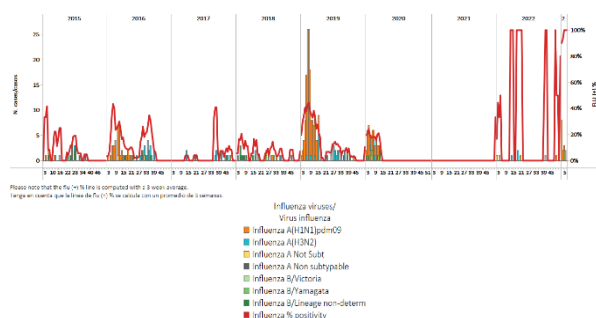 2015 2016 2017 2018 2019 2020 2021 2022 2
N. cases/casos
25
20
15
10
5
0
100%
80%
60%
40%
20%
0%
Flu (+) %
Please note that the flu (+) % line is computed with a 3 week average.
Tenga en cuenta que la línea de flu (+) % se calcula con un promedio de 3 semanas.
Influenza viruses/
Virus influenza
Influenza A(H1N1)pdm09
Influenza A(H3N2)
Influenza A Not Subt
Influenza A Non subtypable
Influenza B/Victoria
Influenza B/Yamagata
Influenza B/Lineage non-determ
Influenza % positivity